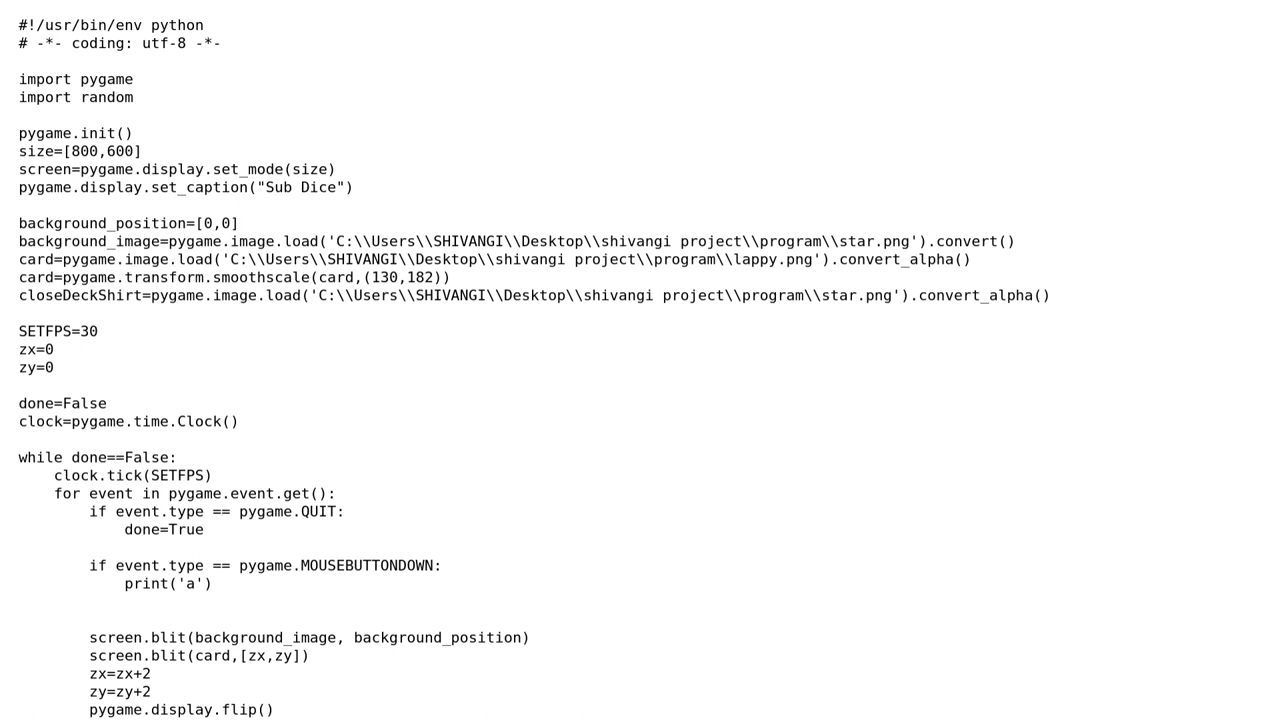 #!/usr/bin/env python
# -*- coding: utf-8 -*-

import pygame
import random

pygame.init()
size=[800,600]
screen=pygame.display.set_mode(size)
pygame.display.set_caption("Sub Dice")

background_position=[0,0]
background_image=pygame.image.load('C:\\Users\\SHIVANGI\\Desktop\\shivangi project\\program\\star.png').convert()
card=pygame.image.load('C:\\Users\\SHIVANGI\\Desktop\\shivangi project\\program\\lappy.png').convert_alpha()
card=pygame.transform.smoothscale(card,(130,182))
closeDeckShirt=pygame.image.load('C:\\Users\\SHIVANGI\\Desktop\\shivangi project\\program\\star.png').convert_alpha()

SETFPS=30
zx=0
zy=0

done=False
clock=pygame.time.Clock()

while done==False:
    clock.tick(SETFPS)
    for event in pygame.event.get():
        if event.type == pygame.QUIT:
            done=True

        if event.type == pygame.MOUSEBUTTONDOWN:
            print('a')


        screen.blit(background_image, background_position)
        screen.blit(card,[zx,zy])
        zx=zx+2
        zy=zy+2
        pygame.display.flip()